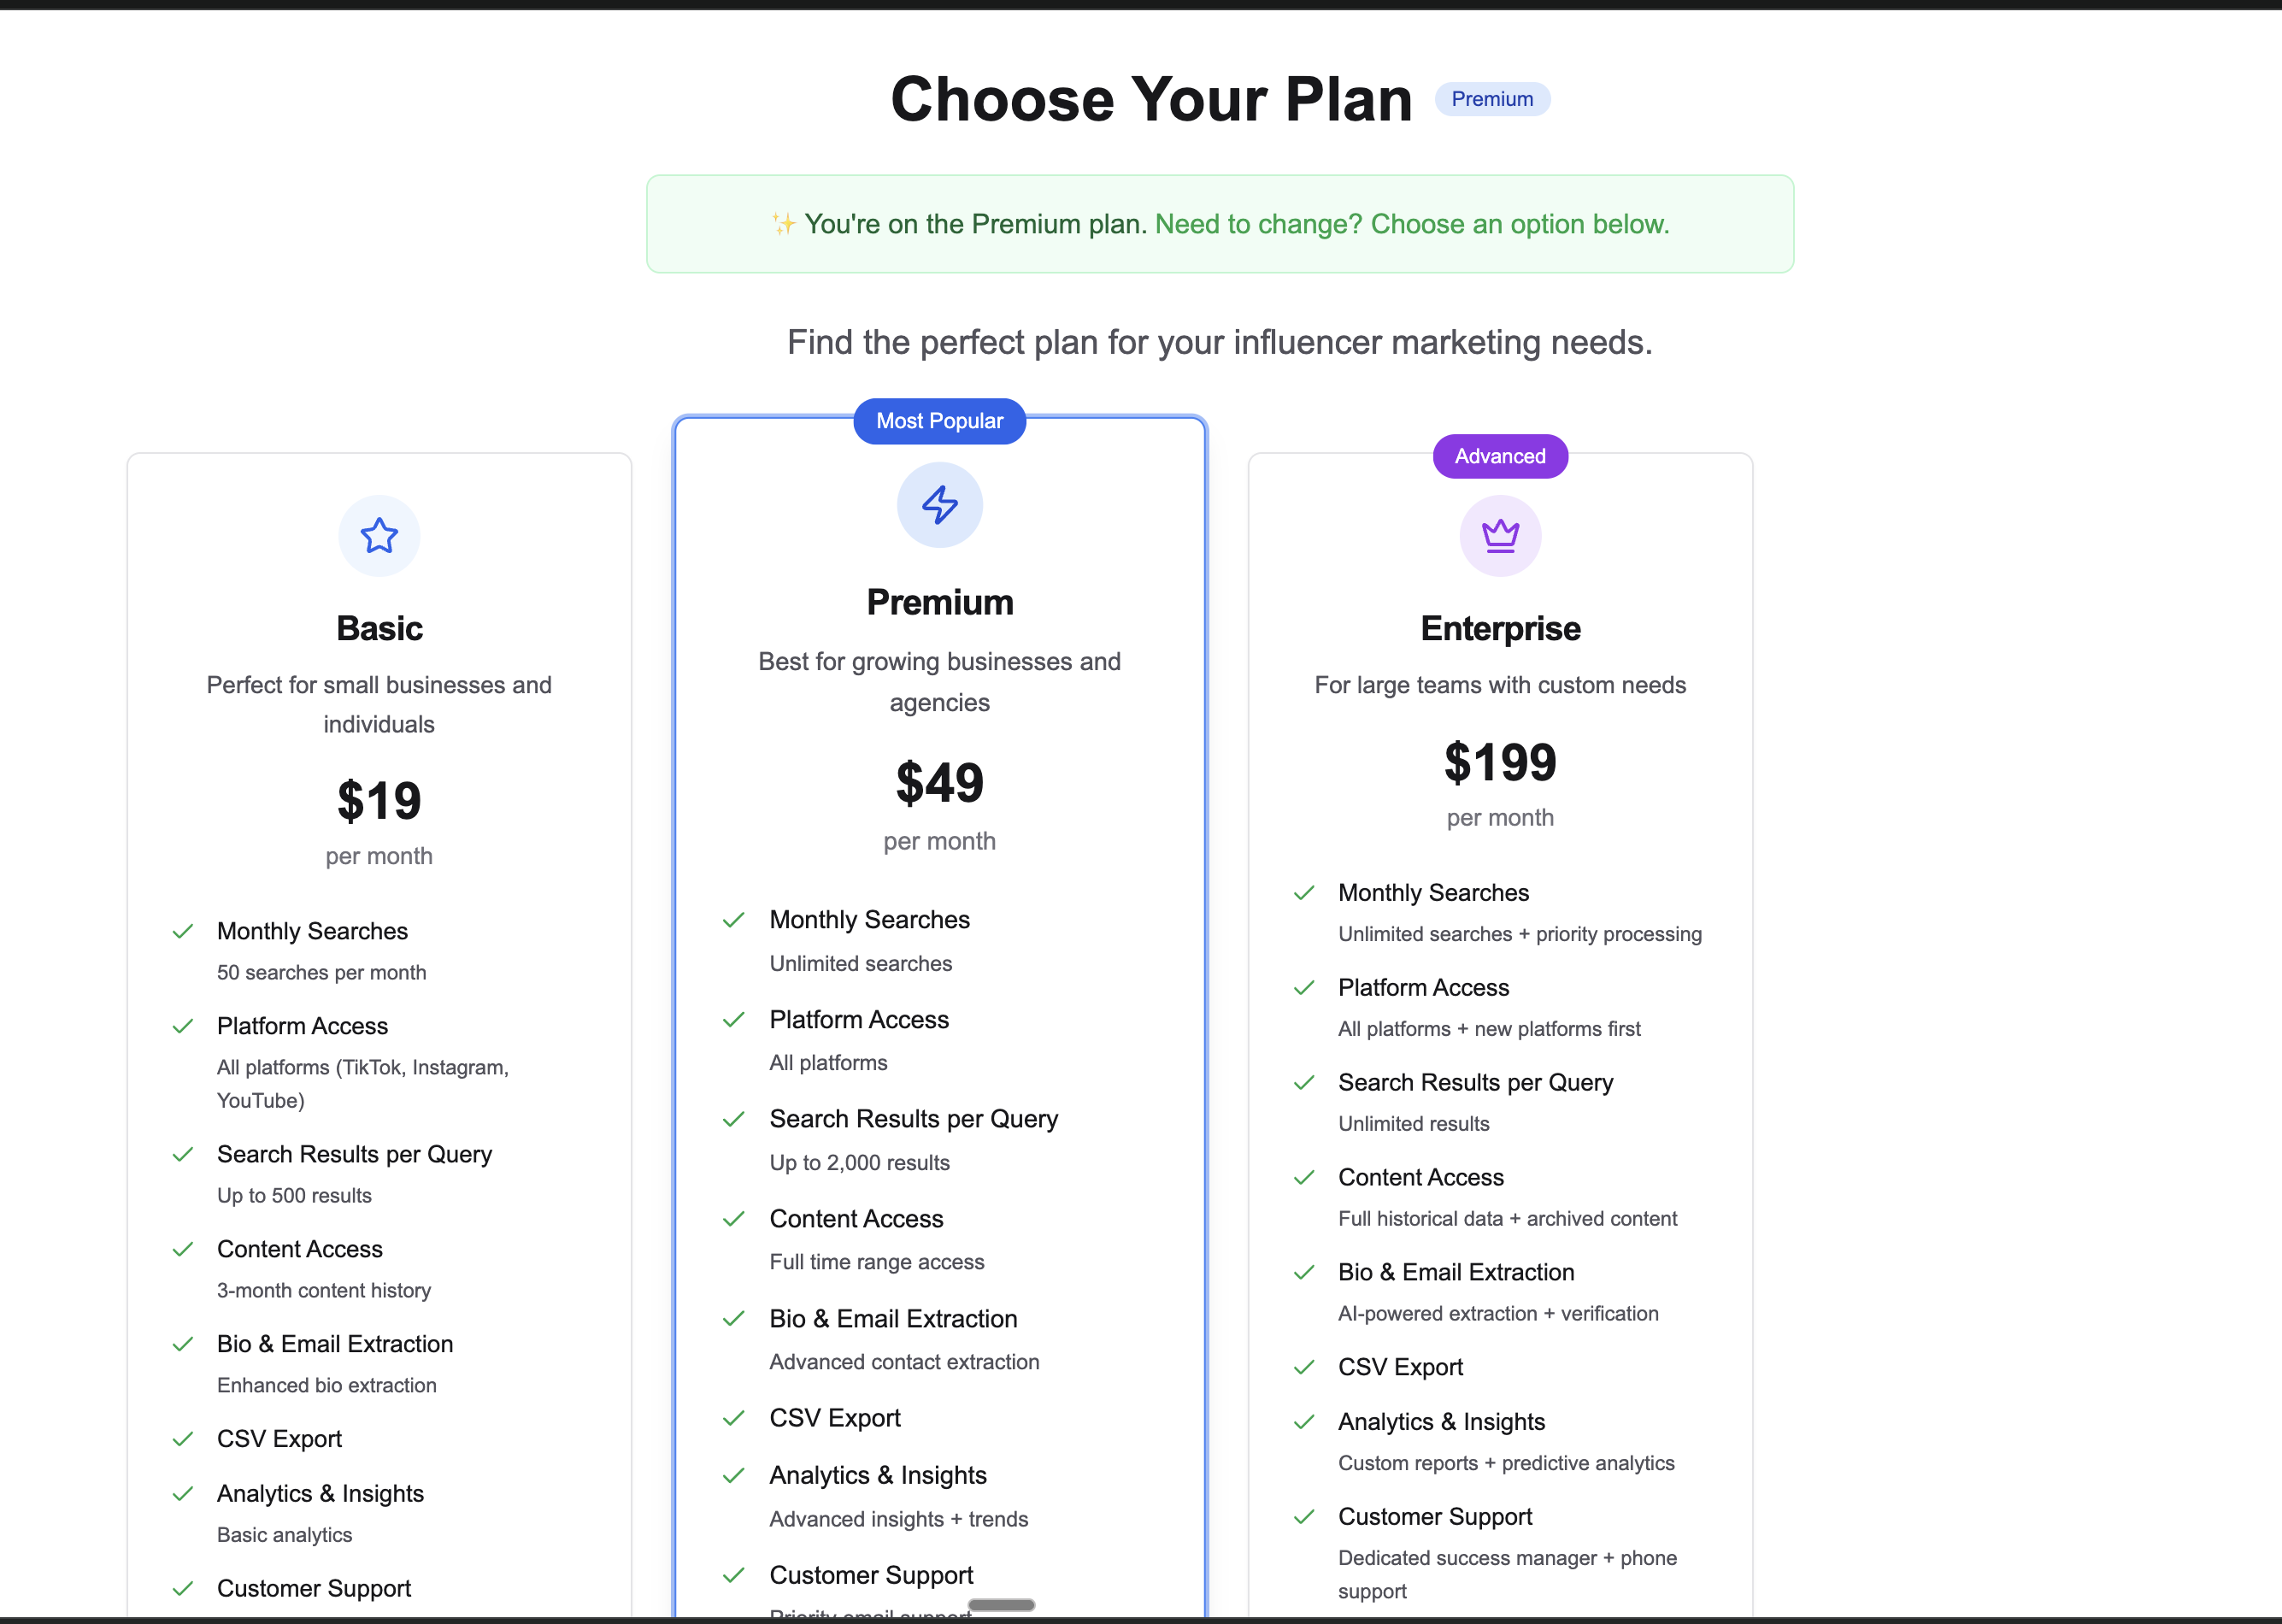 Choose Your Plan
Premium
✨ You're on the Premium plan. Need to change? Choose an option below.
Find the perfect plan for your influencer marketing needs.
Basic
Perfect for small businesses and
individuals
$19
per month
Monthly Searches
50 searches per month
Platform Access
All platforms (TikTok, Instagram,
YouTube)
Search Results per Query
Up to 500 results
Content Access
3-month content history
Bio & Email Extraction
Enhanced bio extraction
CSV Export
Analytics & Insights
Basic analytics
Customer Support
Most Popular
Premium
Best for growing businesses and
agencies
$49
per month
Monthly Searches
Unlimited searches
Platform Access
All platforms
Search Results per Query
Up to 2,000 results
Content Access
Full time range access
Bio & Email Extraction
Advanced contact extraction
CSV Export
Analytics & Insights
Advanced insights + trends
Customer Support
Priority email support
Advanced
Enterprise
For large teams with custom needs
$199
per month
Monthly Searches
Unlimited searches + priority processing
Platform Access
All platforms + new platforms first
Search Results per Query
Unlimited results
Content Access
Full historical data + archived content
Bio & Email Extraction
AI-powered extraction + verification
CSV Export
Analytics & Insights
Custom reports + predictive analytics
Customer Support
Dedicated success manager + phone
support